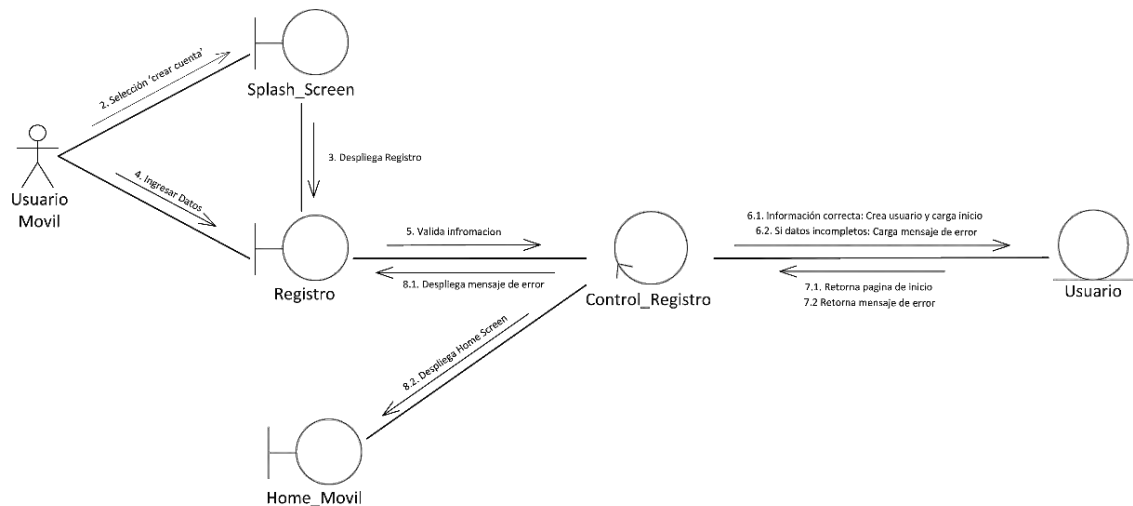 2. Selección 'crear cuenta'
Splash_Screen
3. Despliega Registro
Usuario
Movil
4. Ingresar Datos
Registro
5. Valida infromacion
8.1. Despliega mensaje de error
Control_Registro
6.1. Información correcta: Crea usuario y carga inicio
6.2. Si datos incompletos: Carga mensaje de error
7.1. Retorna pagina de inicio
7.2 Retorna mensaje de error
Usuario
8.2. Despliega Home Screen
Home_Movil